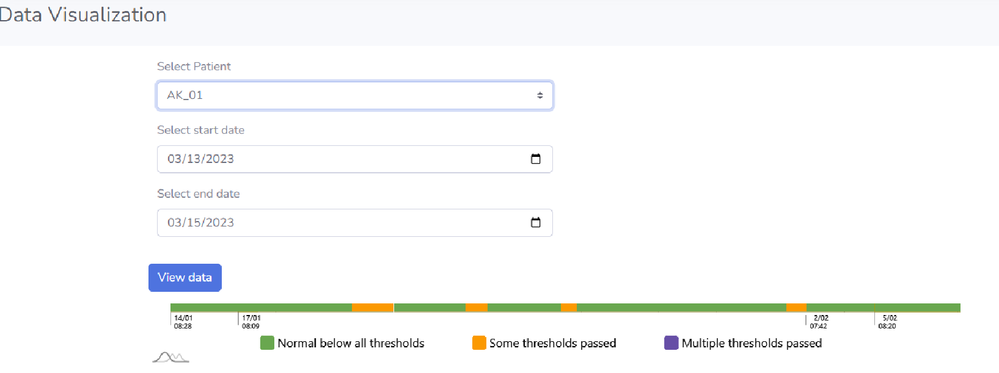 Data Visualization
Select Patient
AK_01
Select start date
03/13/2023
Select end date
03/15/2023
View data
14/01 17/01 2/02 5/02
08:28 08:09 07:42 08:20
Normal below all thresholds Some thresholds passed Multiple thresholds passed